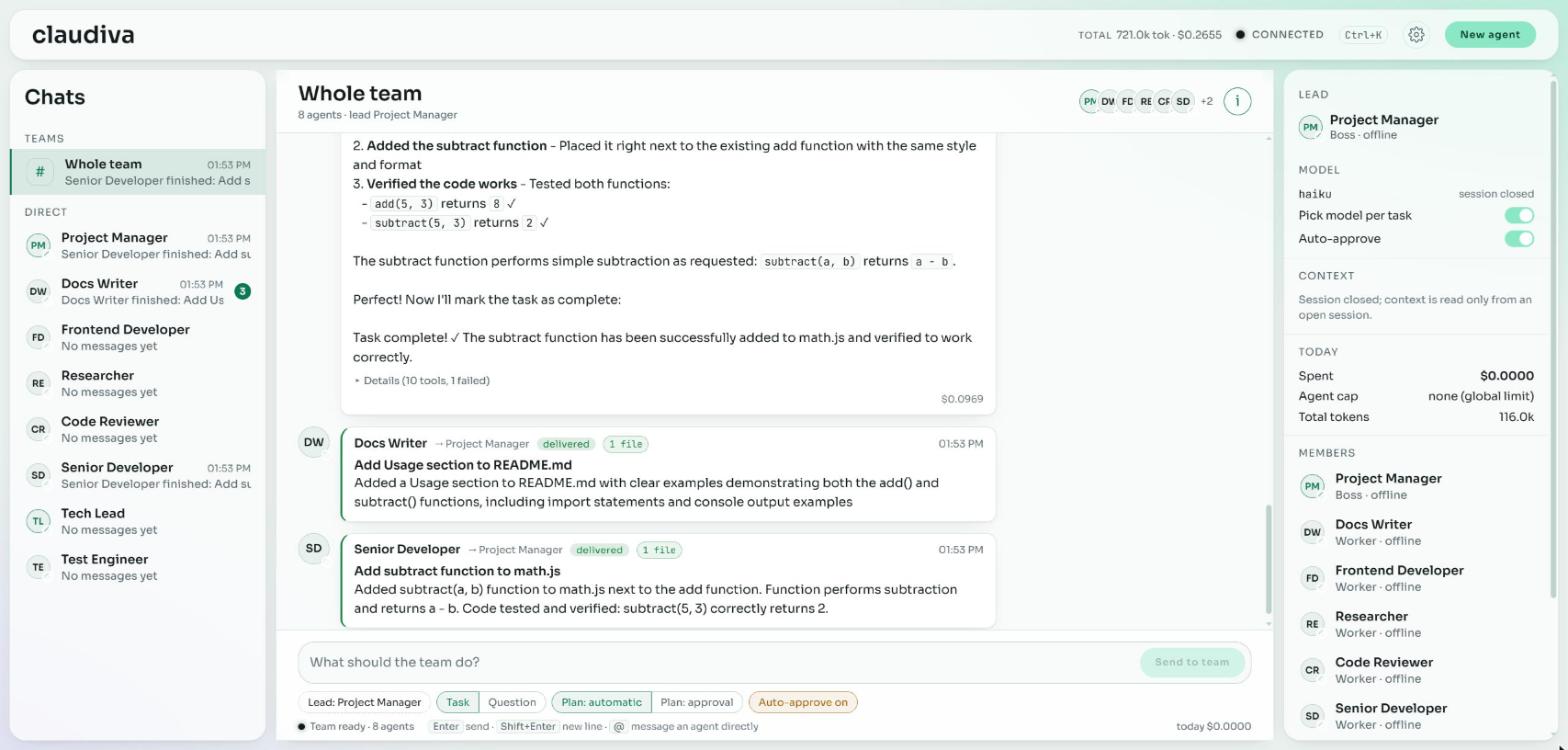 claudiva
TOTAL 721.0k tok · $0.2655
CONNECTED
Ctrl+K
New agent
Chats
TEAMS
#
Whole team 01:53 PM
Senior Developer finished: Add s
DIRECT
PM
Project Manager 01:53 PM
Senior Developer finished: Add su
DW
Docs Writer 01:53 PM
Docs Writer finished: Add Us 3
FD
Frontend Developer
No messages yet
RE
Researcher
No messages yet
CR
Code Reviewer
No messages yet
SD
Senior Developer 01:53 PM
Senior Developer finished: Add su
TL
Tech Lead
No messages yet
TE
Test Engineer
No messages yet
Whole team
8 agents · lead Project Manager
PM DW FD RE CR SD +2 i
2. Added the subtract function - Placed it right next to the existing add function with the same style
and format
3. Verified the code works - Tested both functions:
- add(5, 3) returns 8 ✓
- subtract(5, 3) returns 2 ✓
The subtract function performs simple subtraction as requested: subtract(a, b) returns a - b.
Perfect! Now I'll mark the task as complete:
Task complete! ✓ The subtract function has been successfully added to math.js and verified to work
correctly.
Details (10 tools, 1 failed)
$0.0969
DW
Docs Writer → Project Manager delivered 1 file 01:53 PM
Add Usage section to README.md
Added a Usage section to README.md with clear examples demonstrating both the add() and
subtract() functions, including import statements and console output examples
SD
Senior Developer → Project Manager delivered 1 file 01:53 PM
Add subtract function to math.js
Added subtract(a, b) function to math.js next to the add function. Function performs subtraction
and returns a - b. Code tested and verified: subtract(5, 3) correctly returns 2.
What should the team do?
Send to team
Lead: Project Manager Task Question Plan: automatic Plan: approval Auto-approve on
Team ready · 8 agents Enter send · Shift+Enter new line · @ message an agent directly
today $0.0000
LEAD
PM
Project Manager
Boss · offline
MODEL
haiku session closed
Pick model per task
Auto-approve
CONTEXT
Session closed; context is read only from an
open session.
TODAY
Spent $0.0000
Agent cap none (global limit)
Total tokens 116.0k
MEMBERS
PM
Project Manager
Boss · offline
DW
Docs Writer
Worker · offline
FD
Frontend Developer
Worker · offline
RE
Researcher
Worker · offline
CR
Code Reviewer
Worker · offline
SD
Senior Developer
Worker · offline